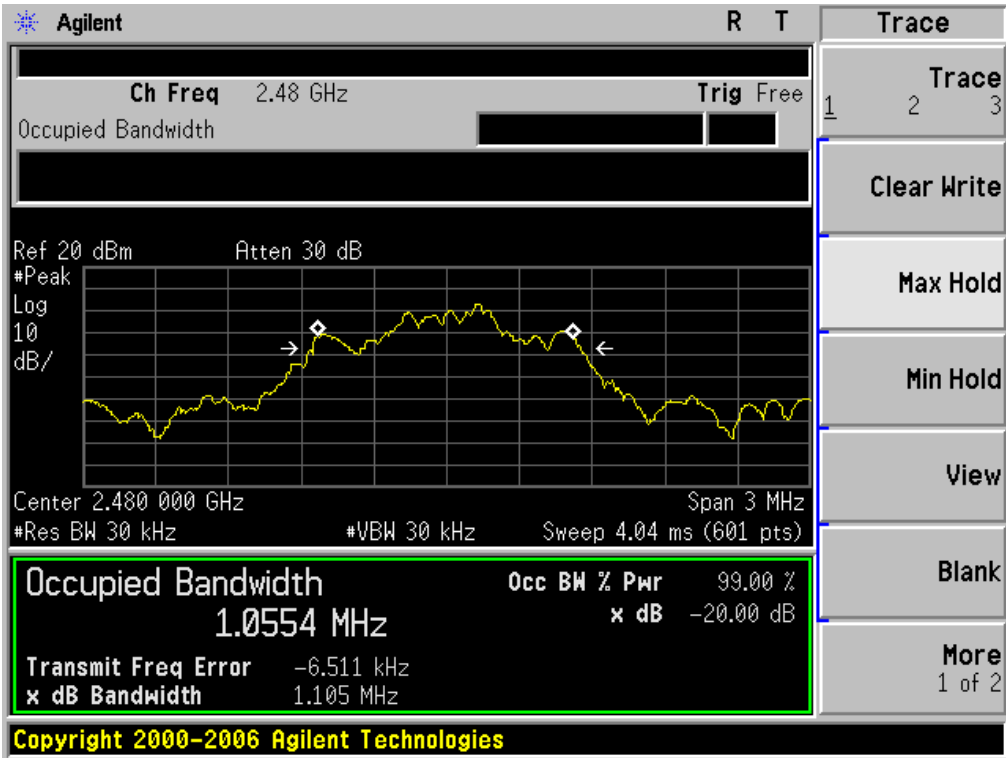 Agilent R T
Trace
Ch Freq 2.48 GHz Trig Free
Occupied Bandwidth
Trace
1 2 3
Clear Write
Max Hold
Min Hold
View
Blank
More
1 of 2
Ref 20 dBm Atten 30 dB
#Peak
Log
10
dB/
Center 2.480 000 GHz Span 3 MHz
#Res BW 30 kHz #VBW 30 kHz Sweep 4.04 ms (601 pts)
Occupied Bandwidth Occ BW % Pwr 99.00 %
1.0554 MHz x dB -20.00 dB
Transmit Freq Error -6.511 kHz
x dB Bandwidth 1.105 MHz
Copyright 2000-2006 Agilent Technologies